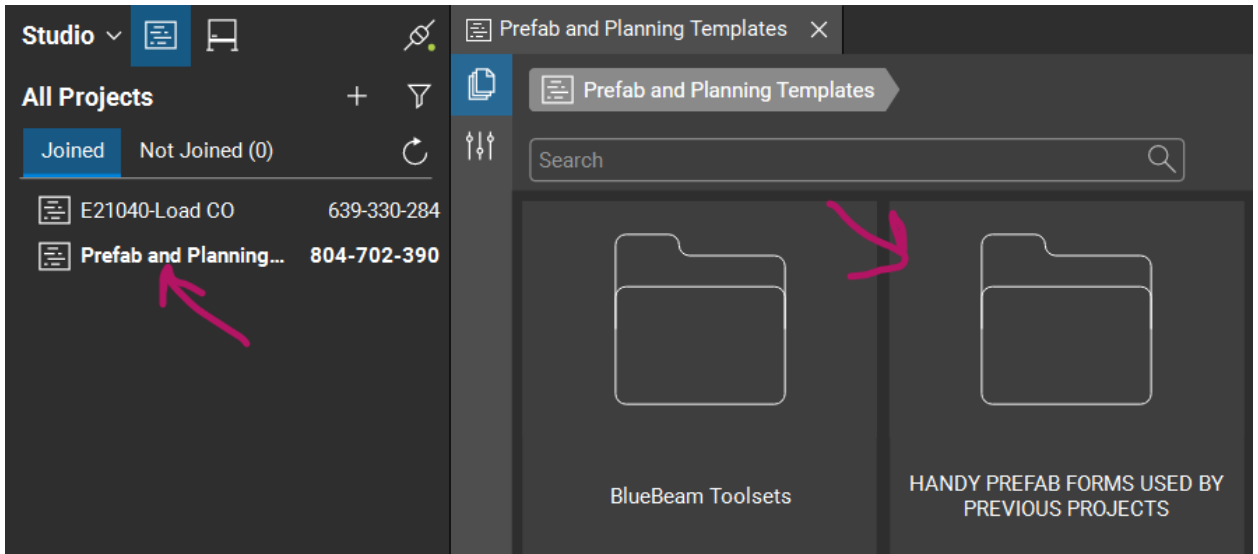 Studio
All Projects
Joined
Not Joined (0)
E21040-Load CO
639-330-284
Prefab and Planning...
804-702-390
Prefab and Planning Templates
Prefab and Planning Templates
Search
BlueBeam Toolsets
HANDY PREFAB FORMS USED BY
PREVIOUS PROJECTS